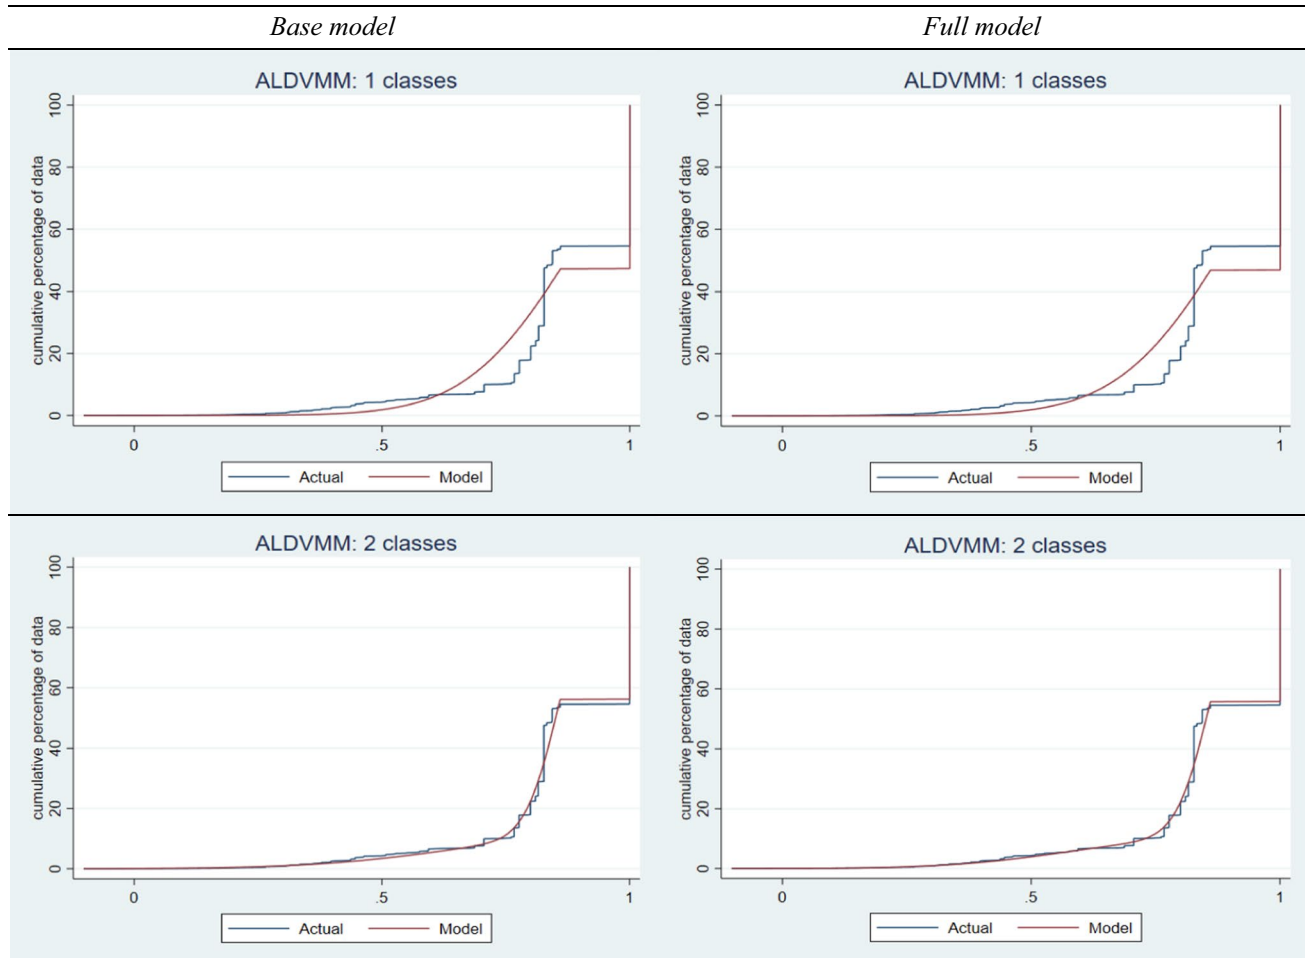 Base model
Full model
ALDVMM: 1 classes
cumulative percentage of data
100
80
60
40
20
0
0
.5
1
Actual
Model
ALDVMM: 1 classes
cumulative percentage of data
100
80
60
40
20
0
0
.5
1
Actual
Model
ALDVMM: 2 classes
cumulative percentage of data
100
80
60
40
20
0
0
.5
1
Actual
Model
ALDVMM: 2 classes
cumulative percentage of data
100
80
60
40
20
0
0
.5
1
Actual
Model